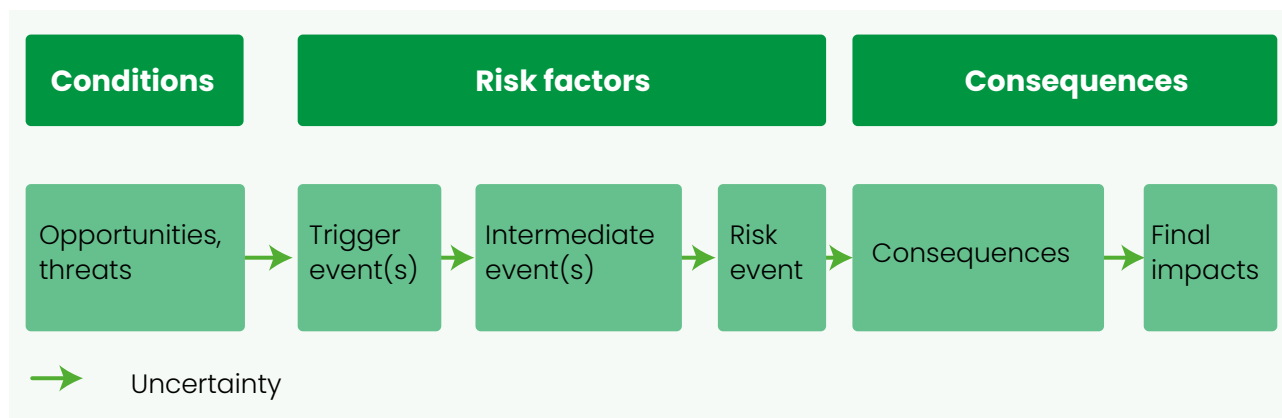 Conditions
Risk factors
Consequences
Opportunities,
threats
Trigger
event(s)
Intermediate
event(s)
Risk
event
Consequences
Final
impacts
Uncertainty